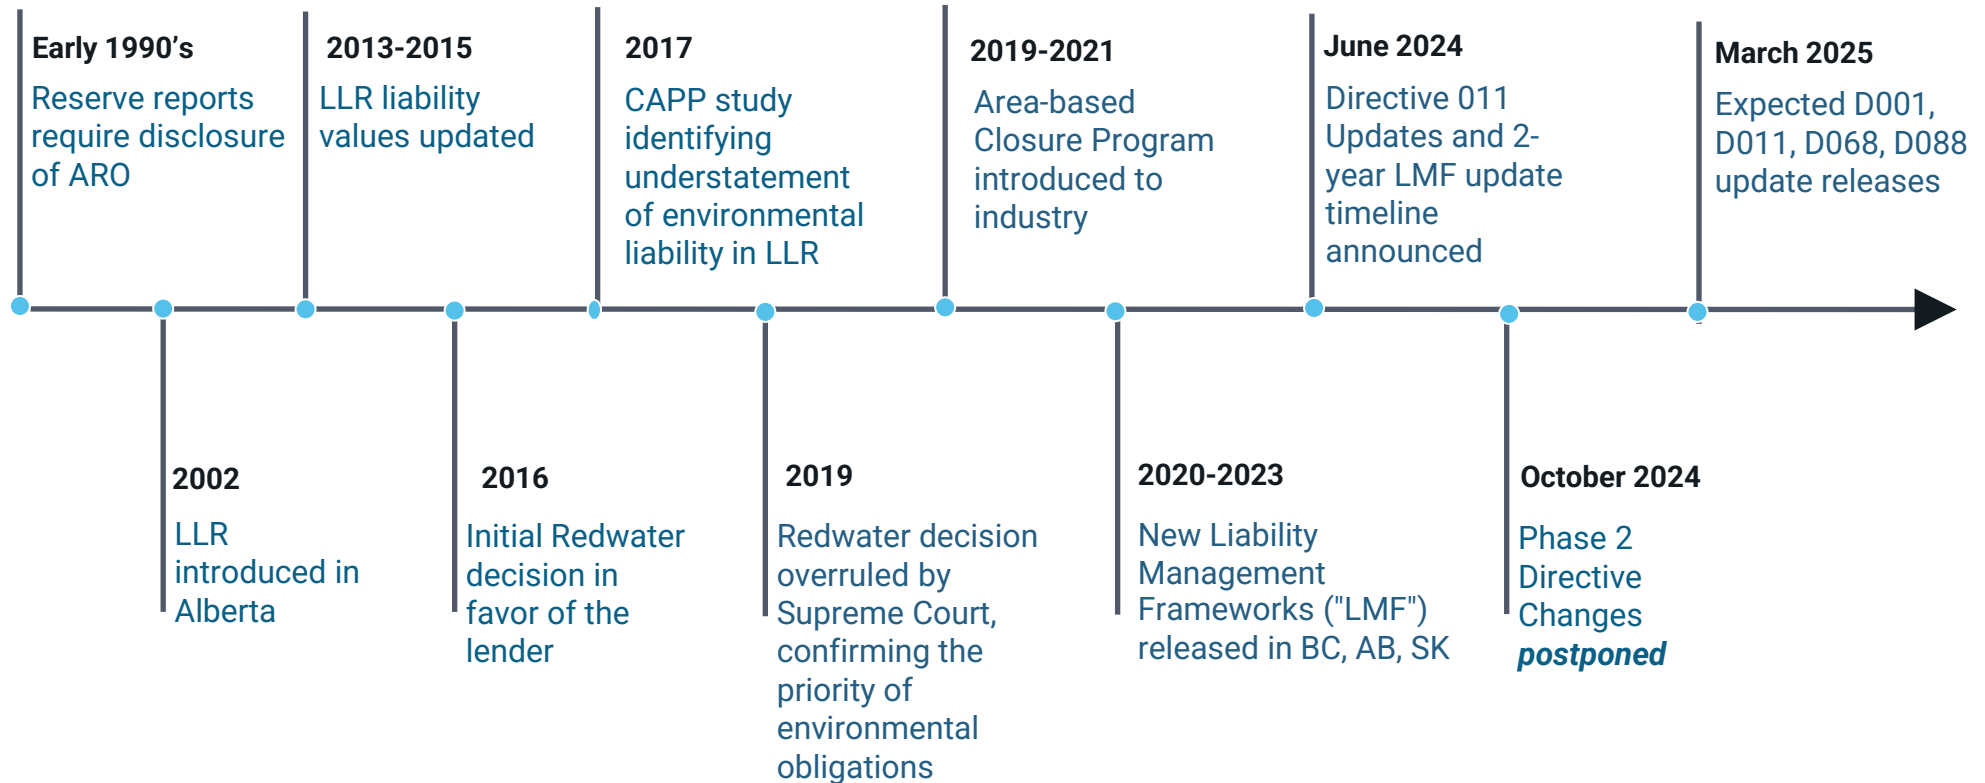 Early 1990’s
Reserve reports
require disclosure
of ARO
2002
LLR
introduced in
Alberta
2013-2015
LLR liability
values updated
2016
Initial Redwater
decision in
favor of the
lender
2017
CAPP study
identifying
understatement
of environmental
liability in LLR
2019
Redwater decision
overruled by
Supreme Court,
confirming the
priority of
environmental
obligations
2019-2021
Area-based
Closure Program
introduced to
industry
2020-2023
New Liability
Management
Frameworks ("LMF")
released in BC, AB, SK
June 2024
Directive 011
Updates and 2-
year LMF update
timeline
announced
October 2024
Phase 2
Directive
Changes
postponed
March 2025
Expected D001,
D011, D068, D088
update releases